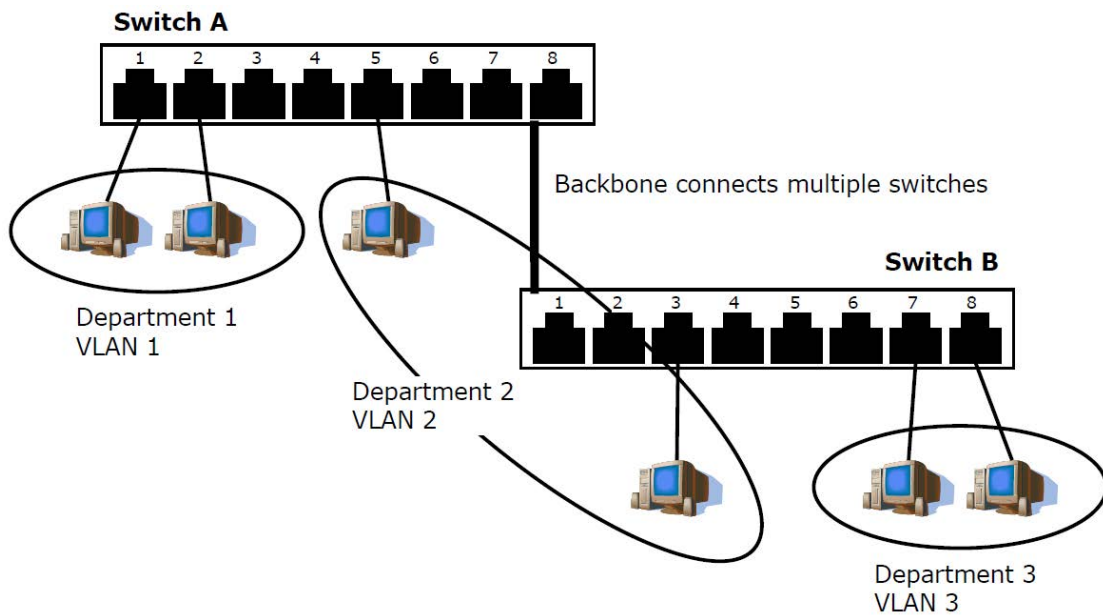 Switch A
1 2 3 4 5 6 7 8
Backbone connects multiple switches
Switch B
1 2 3 4 5 6 7 8
Department 1
VLAN 1
Department 2
VLAN 2
Department 3
VLAN 3